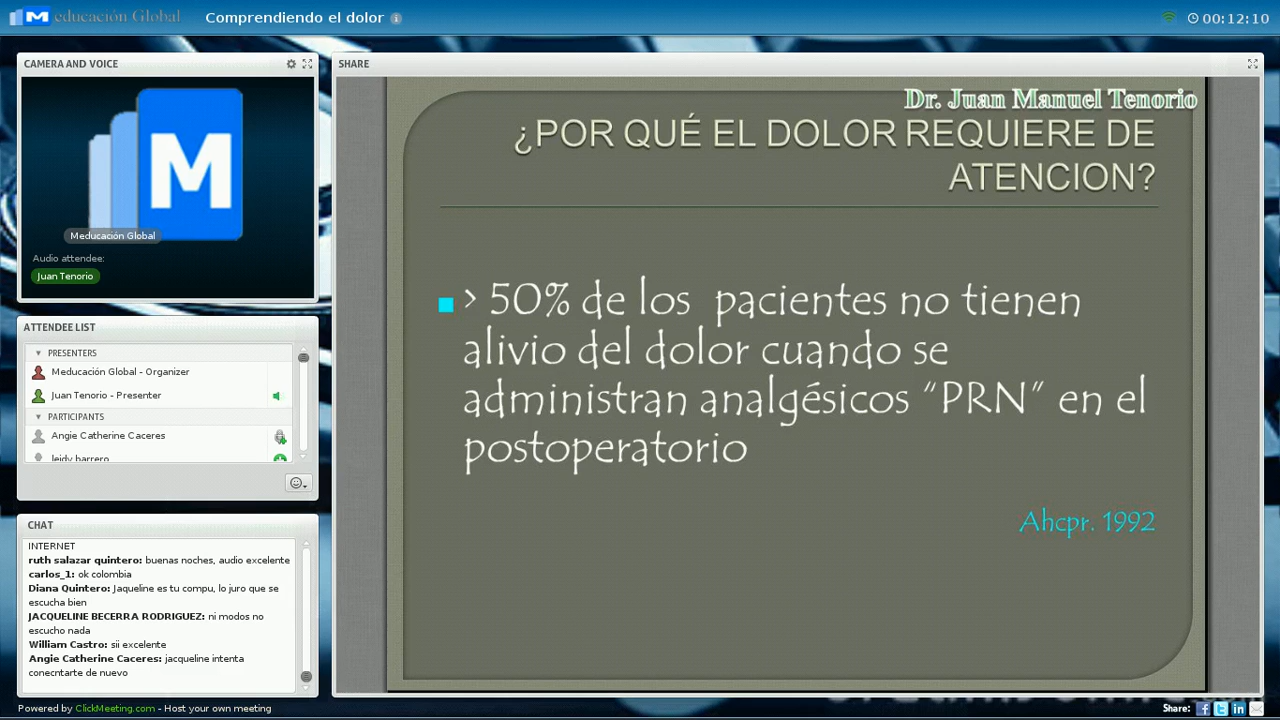 M educación Global
Comprendiendo el dolor
00:12:10
CAMERA AND VOICE
M
Meducación Global
Audio attendee:
Juan Tenorio
ATTENDEE LIST
PRESENTERS
Meducación Global - Organizer
Juan Tenorio - Presenter
PARTICIPANTS
Angie Catherine Caceres
leidy barrero
CHAT
INTERNET
ruth salazar quintero: buenas noches, audio excelente
carlos_1: ok colombia
Diana Quintero: Jaqueline es tu compu, lo juro que se
escucha bien
JACQUELINE BECERRA RODRIGUEZ: ni modos no
escucho nada
William Castro: sii excelente
Angie Catherine Caceres: jacqueline intenta
conecntarte de nuevo
SHARE
Dr. Juan Manuel Tenorio
¿POR QUÉ EL DOLOR REQUIERE DE
ATENCION?
> 50% de los pacientes no tienen
alivio del dolor cuando se
administran analgésicos “PRN” en el
postoperatorio
Ahcpr. 1992
Powered by ClickMeeting.com - Host your own meeting
Share: